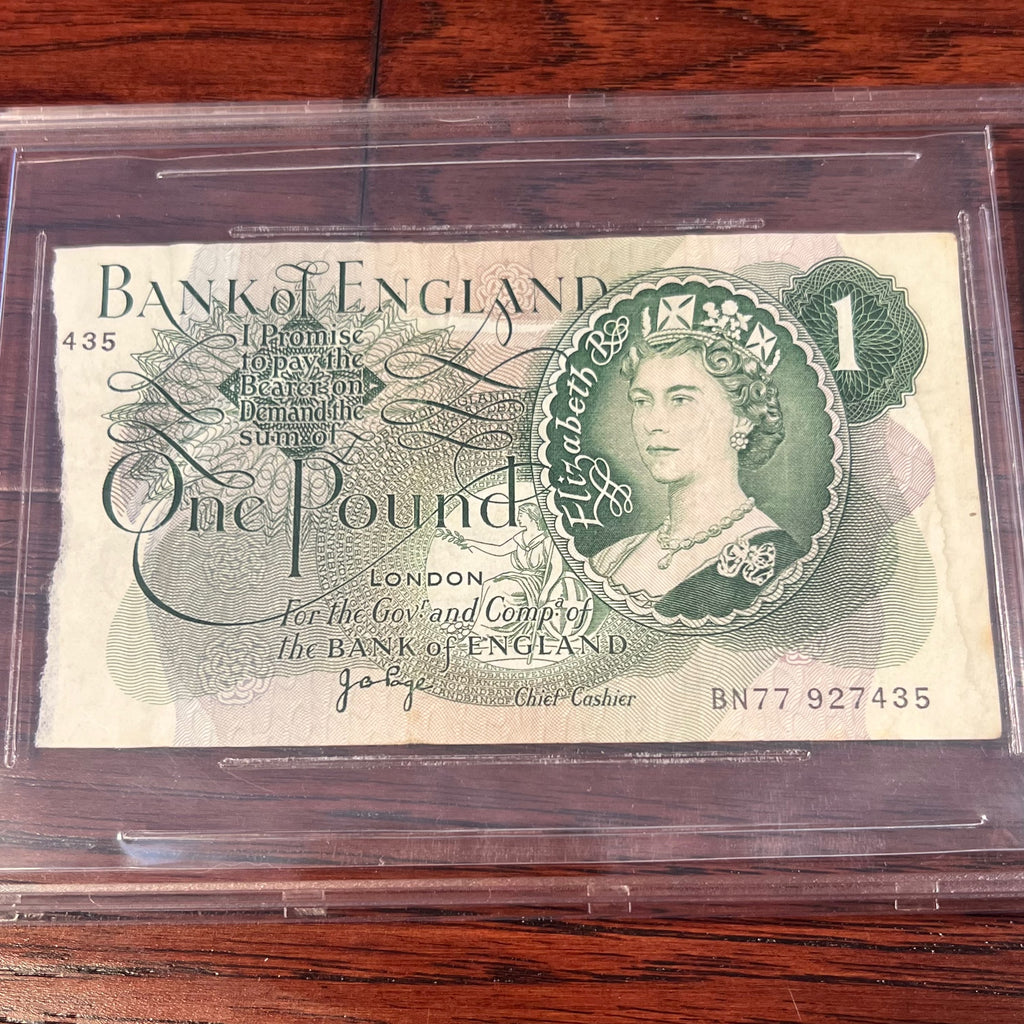 BANK of ENGLAND
435
I Promise
to pay the
Bearer on
Demand the
sum of
One Pound
LONDON
For the Govr. and Compa. of
the BANK of ENGLAND
J B Page
Chief Cashier
Elizabeth R
1
BN77 927435